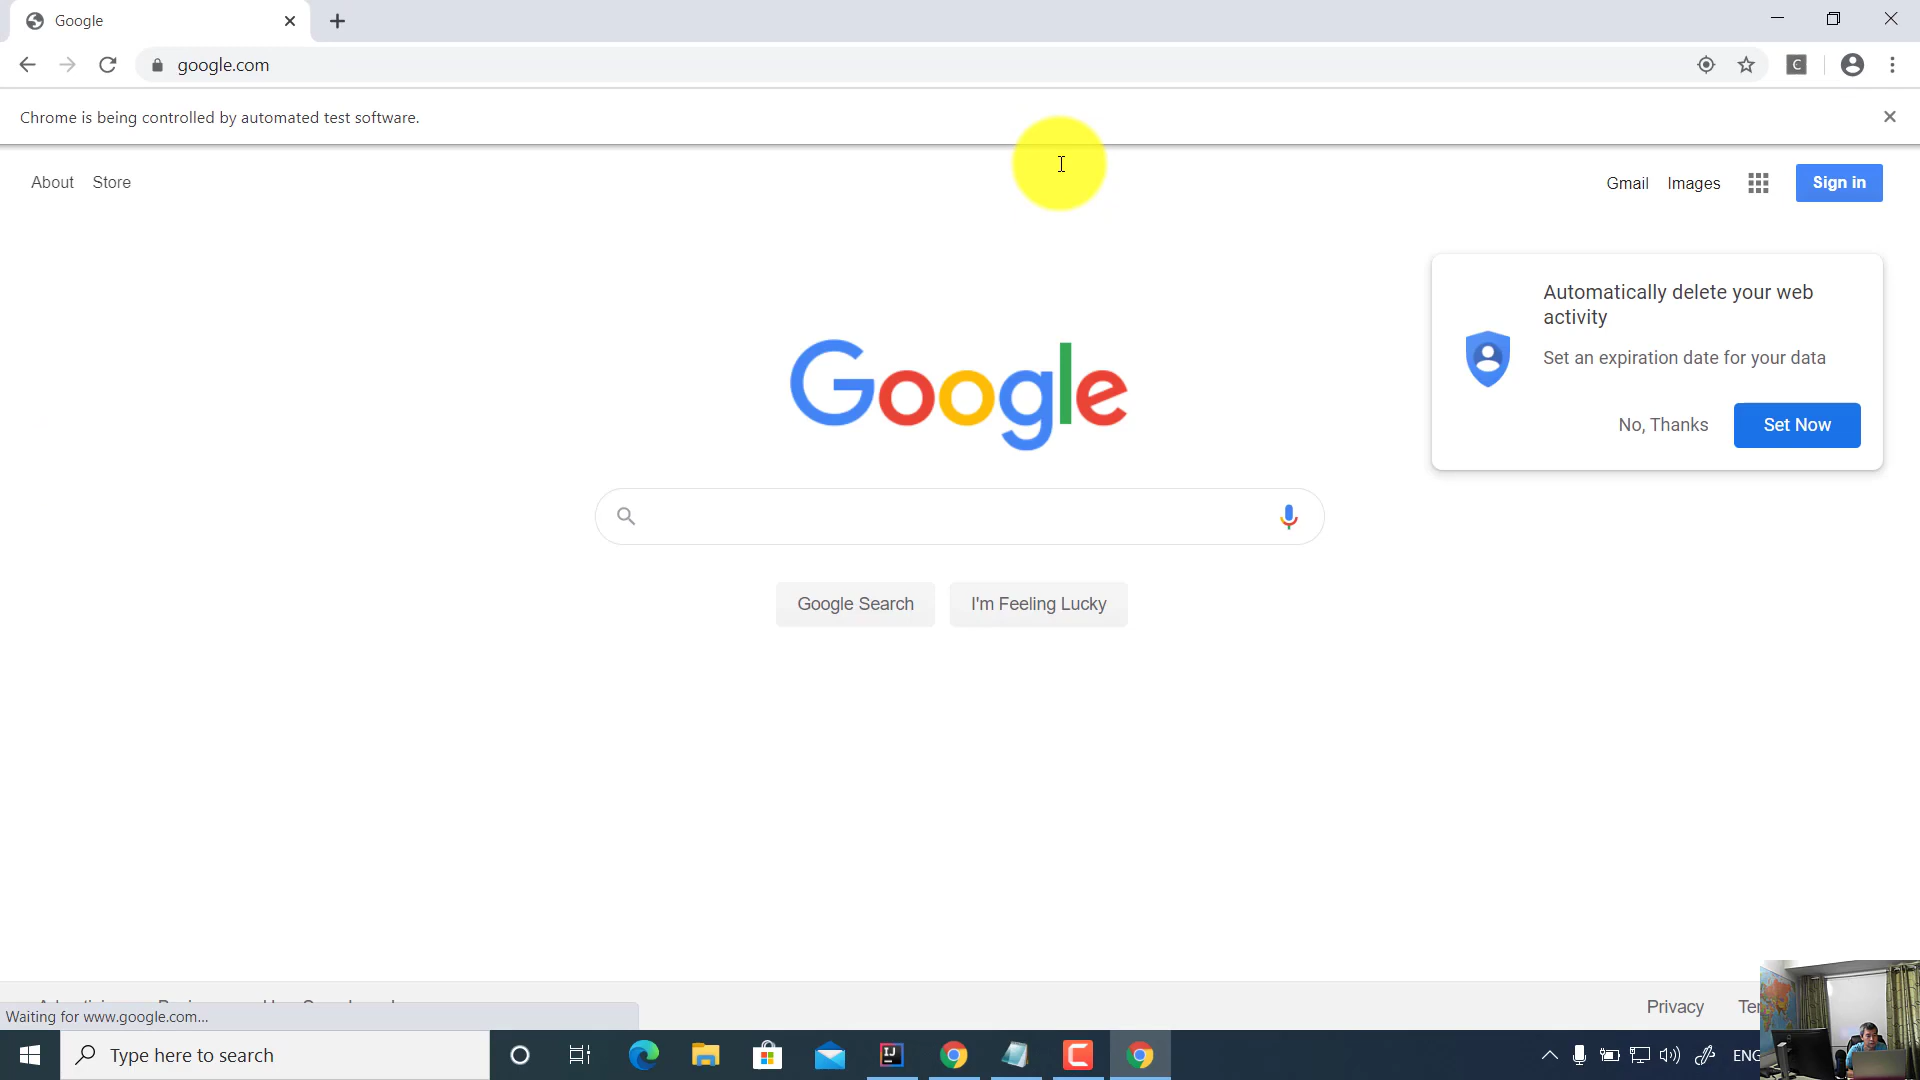 Google
google.com
C
Chrome is being controlled by automated test software.
About Store
Gmail Images Sign in
Automatically delete your web
activity
Set an expiration date for your data
No, Thanks Set Now
Google
Google Search I'm Feeling Lucky
Privacy
Waiting for www.google.com...
Type here to search
IJ
ENG